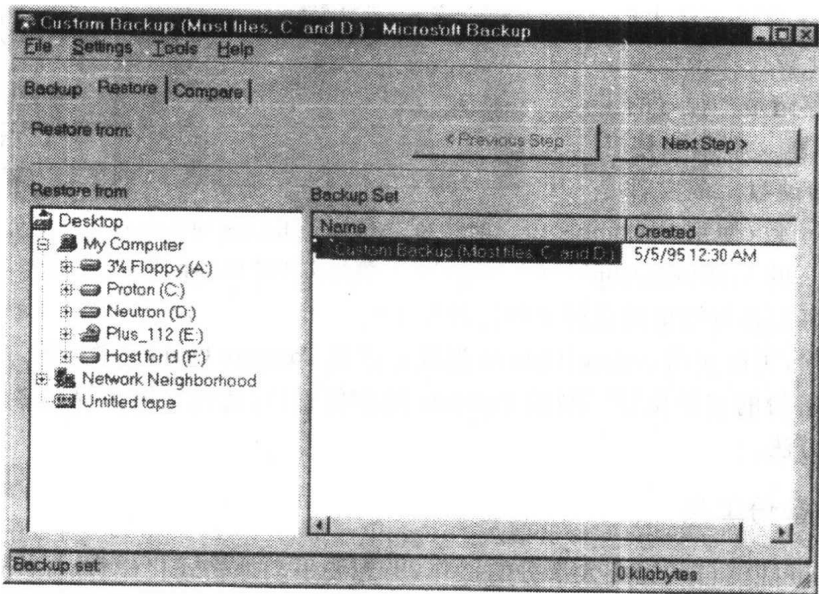 Custom Backup (Most files, C and D) - Microsoft Backup
File Settings Tools Help
Backup Restore Compare
Restore from:
< Previous Step
Next Step >
Restore from
Backup Set
Desktop
My Computer
3½ Floppy (A:)
Proton (C:)
Neutron (D:)
Plus_112 (E:)
Host for d (F:)
Network Neighborhood
Untitled tape
Name Created
Custom Backup (Most files, C and D) 5/5/95 12:30 AM
Backup set: 0 kilobytes